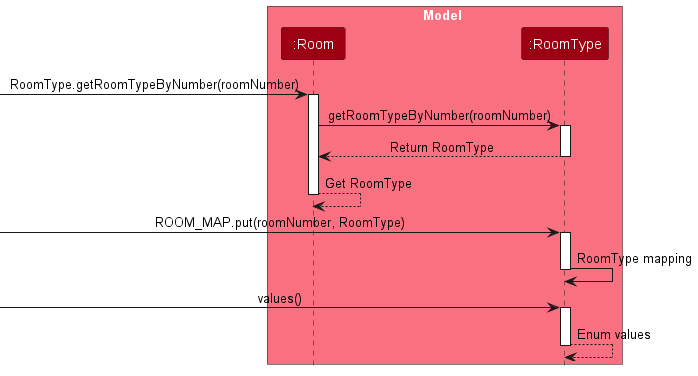 Model
:Room
:RoomType
RoomType.getRoomTypeByNumber(roomNumber)
getRoomTypeByNumber(roomNumber)
Return RoomType
Get RoomType
ROOM_MAP.put(roomNumber, RoomType)
RoomType mapping
values()
Enum values